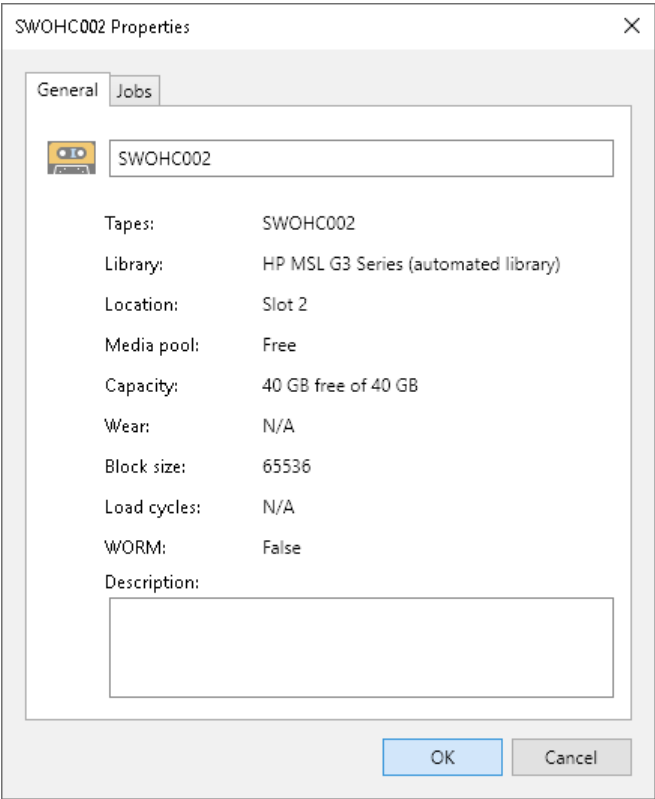 SWOHC002 Properties
General Jobs
SWOHC002
Tapes: SWOHC002
Library: HP MSL G3 Series (automated library)
Location: Slot 2
Media pool: Free
Capacity: 40 GB free of 40 GB
Wear: N/A
Block size: 65536
Load cycles: N/A
WORM: False
Description:
OK Cancel